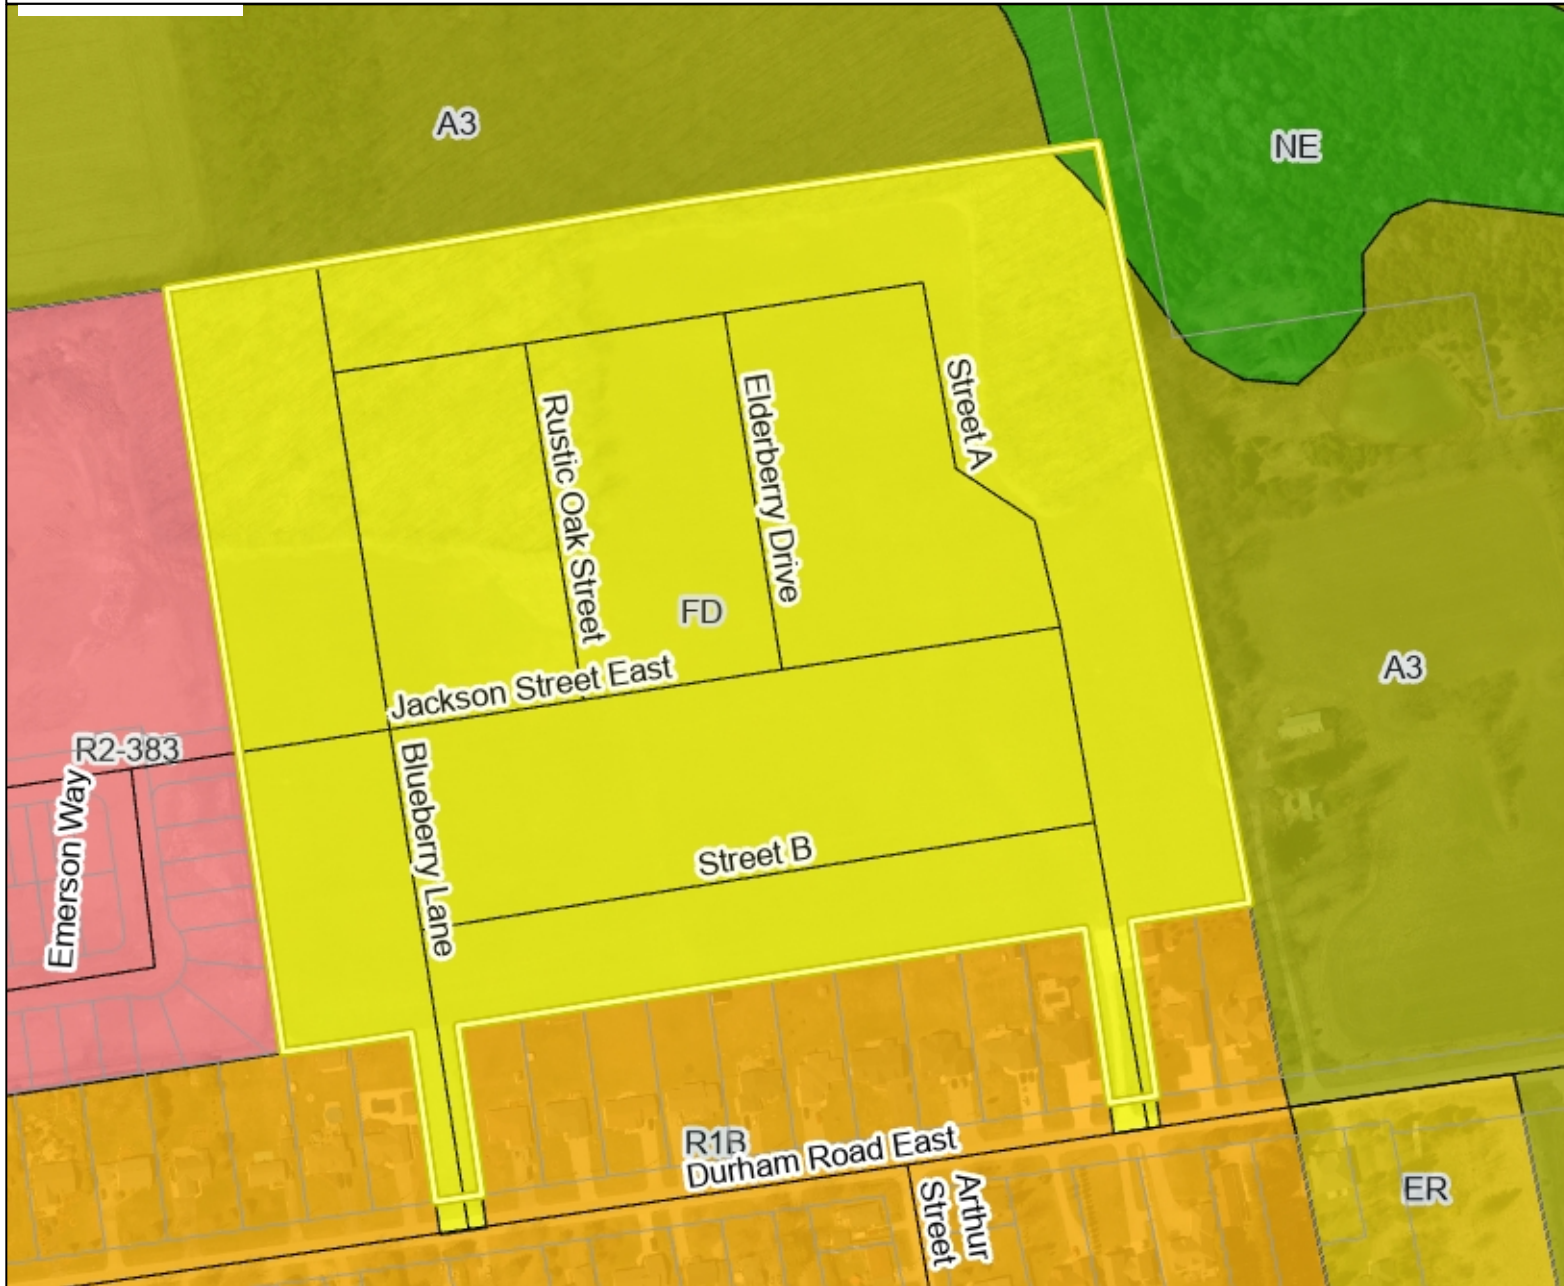 A3
NE
Street A
Elderberry Drive
Rustic Oak Street
FD
Jackson Street East
A3
R2-383
Blueberry Lane
Emerson Way
Street B
R1B
Durham Road East
Arthur
Street
ER